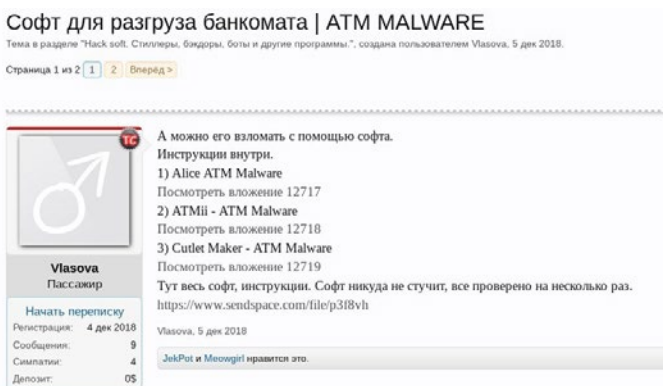 Софт для разгруза банкомата | ATM MALWARE
Тема в разделе "Hack soft. Стиллеры, бэкдоры, боты и другие программы.", создана пользователем Vlasova, 5 дек 2018.
Страница 1 из 2 1 2 Вперёд >
ТС
А можно его взломать с помощью софта.
Инструкции внутри.
1) Alice ATM Malware
Посмотреть вложение 12717
2) ATMii - ATM Malware
Посмотреть вложение 12718
3) Cutlet Maker - ATM Malware
Посмотреть вложение 12719
Тут весь софт, инструкции. Софт никуда не стучит, все проверено на несколько раз.
https://www.sendspace.com/file/p3f8vh
Vlasova, 5 дек 2018
JekPot и Meowgirl нравится это.
Vlasova
Пассажир
Начать переписку
Регистрация: 4 дек 2018
Сообщения: 9
Симпатии: 4
Депозит: 0$